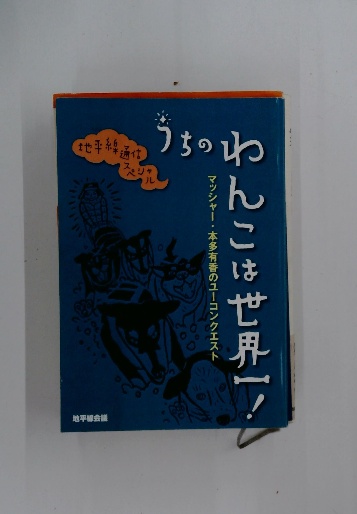 うちのわんこは世界一!
マッシャー・本多有香のユーコンクエスト
地平線通信
スペシャル
地平線会議